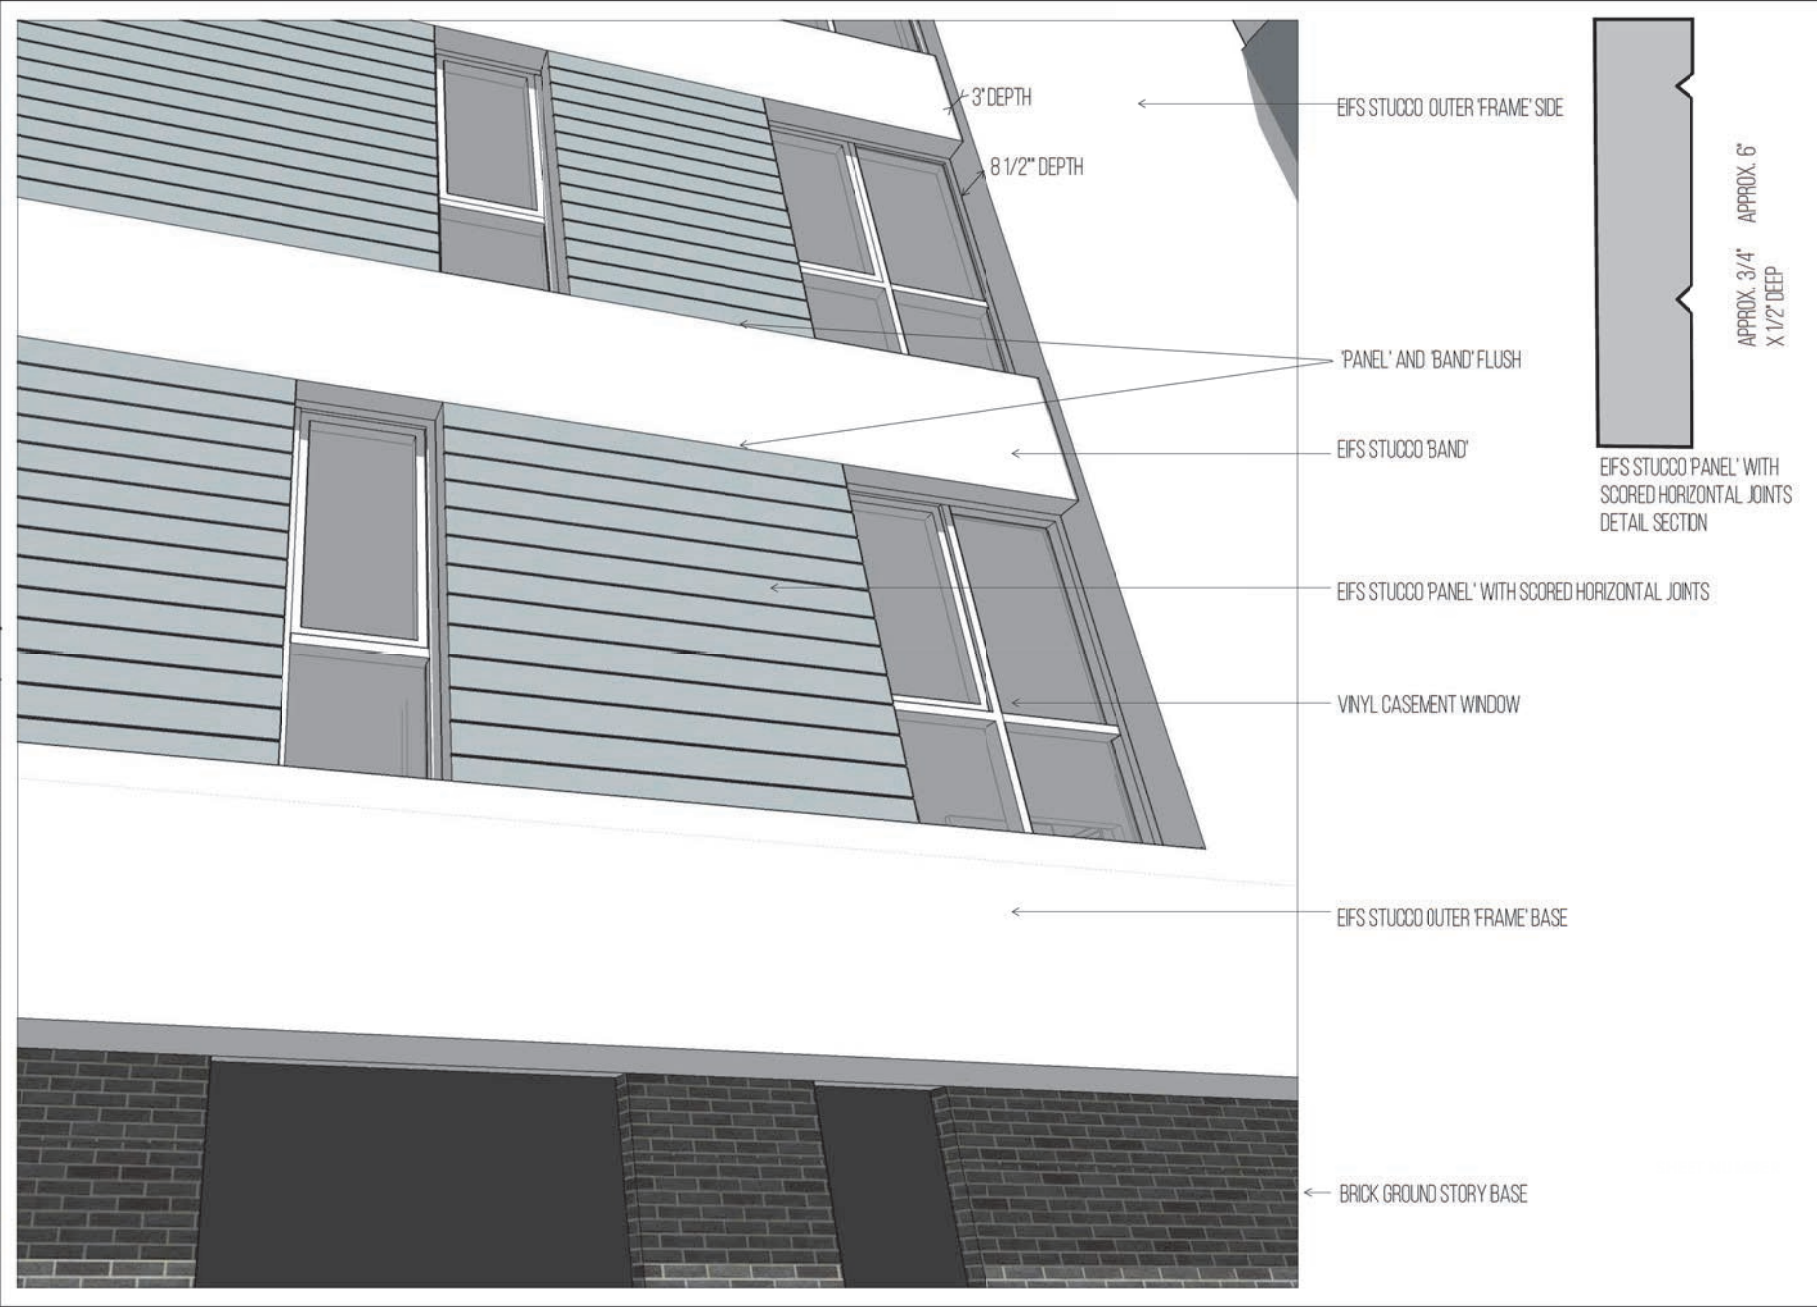 3" DEPTH
8 1/2"" DEPTH
EIFS STUCCO OUTER 'FRAME' SIDE
'PANEL' AND 'BAND' FLUSH
EIFS STUCCO 'BAND'
EIFS STUCCO 'PANEL' WITH SCORED HORIZONTAL JOINTS
VINYL CASEMENT WINDOW
EIFS STUCCO OUTER 'FRAME' BASE
BRICK GROUND STORY BASE
APPROX. 3/4" APPROX. 6"
X 1/2" DEEP
EIFS STUCCO 'PANEL' WITH
SCORED HORIZONTAL JOINTS
DETAIL SECTION